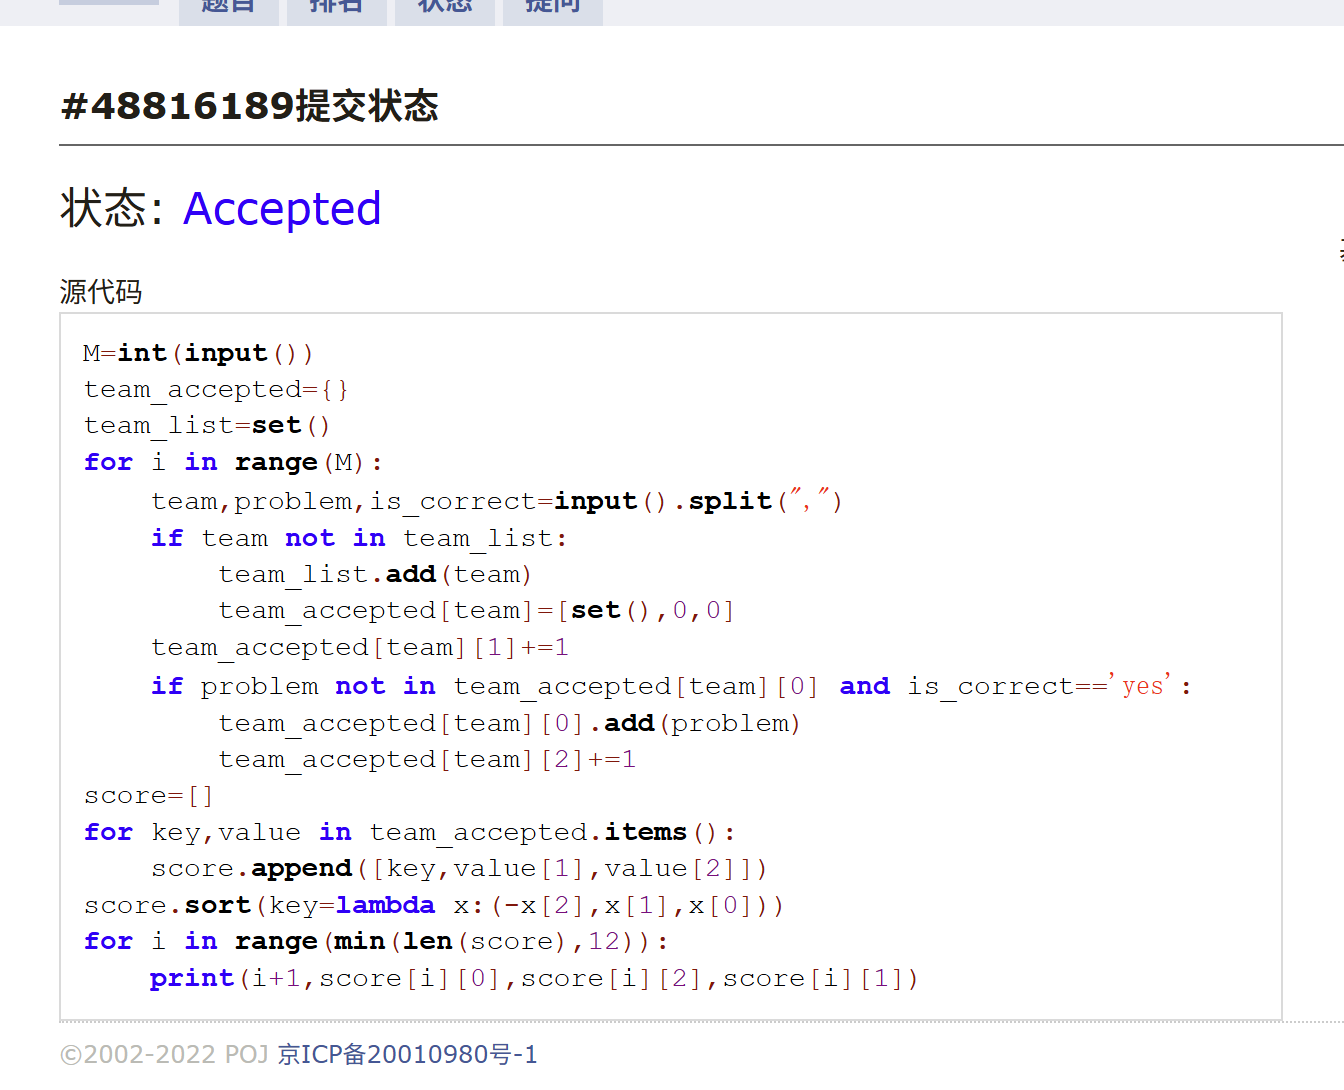 题目 排名 状态 提问
#48816189提交状态
状态: Accepted
源代码
M=int(input())
team_accepted={}
team_list=set()
for i in range(M):
    team,problem,is_correct=input().split(",")
    if team not in team_list:
        team_list.add(team)
        team_accepted[team]=[set(),0,0]
    team_accepted[team][1]+=1
    if problem not in team_accepted[team][0] and is_correct=='yes':
        team_accepted[team][0].add(problem)
        team_accepted[team][2]+=1
score=[]
for key,value in team_accepted.items():
    score.append([key,value[1],value[2]])
score.sort(key=lambda x:(-x[2],x[1],x[0]))
for i in range(min(len(score),12)):
    print(i+1,score[i][0],score[i][2],score[i][1])
©2002-2022 POJ 京ICP备20010980号-1